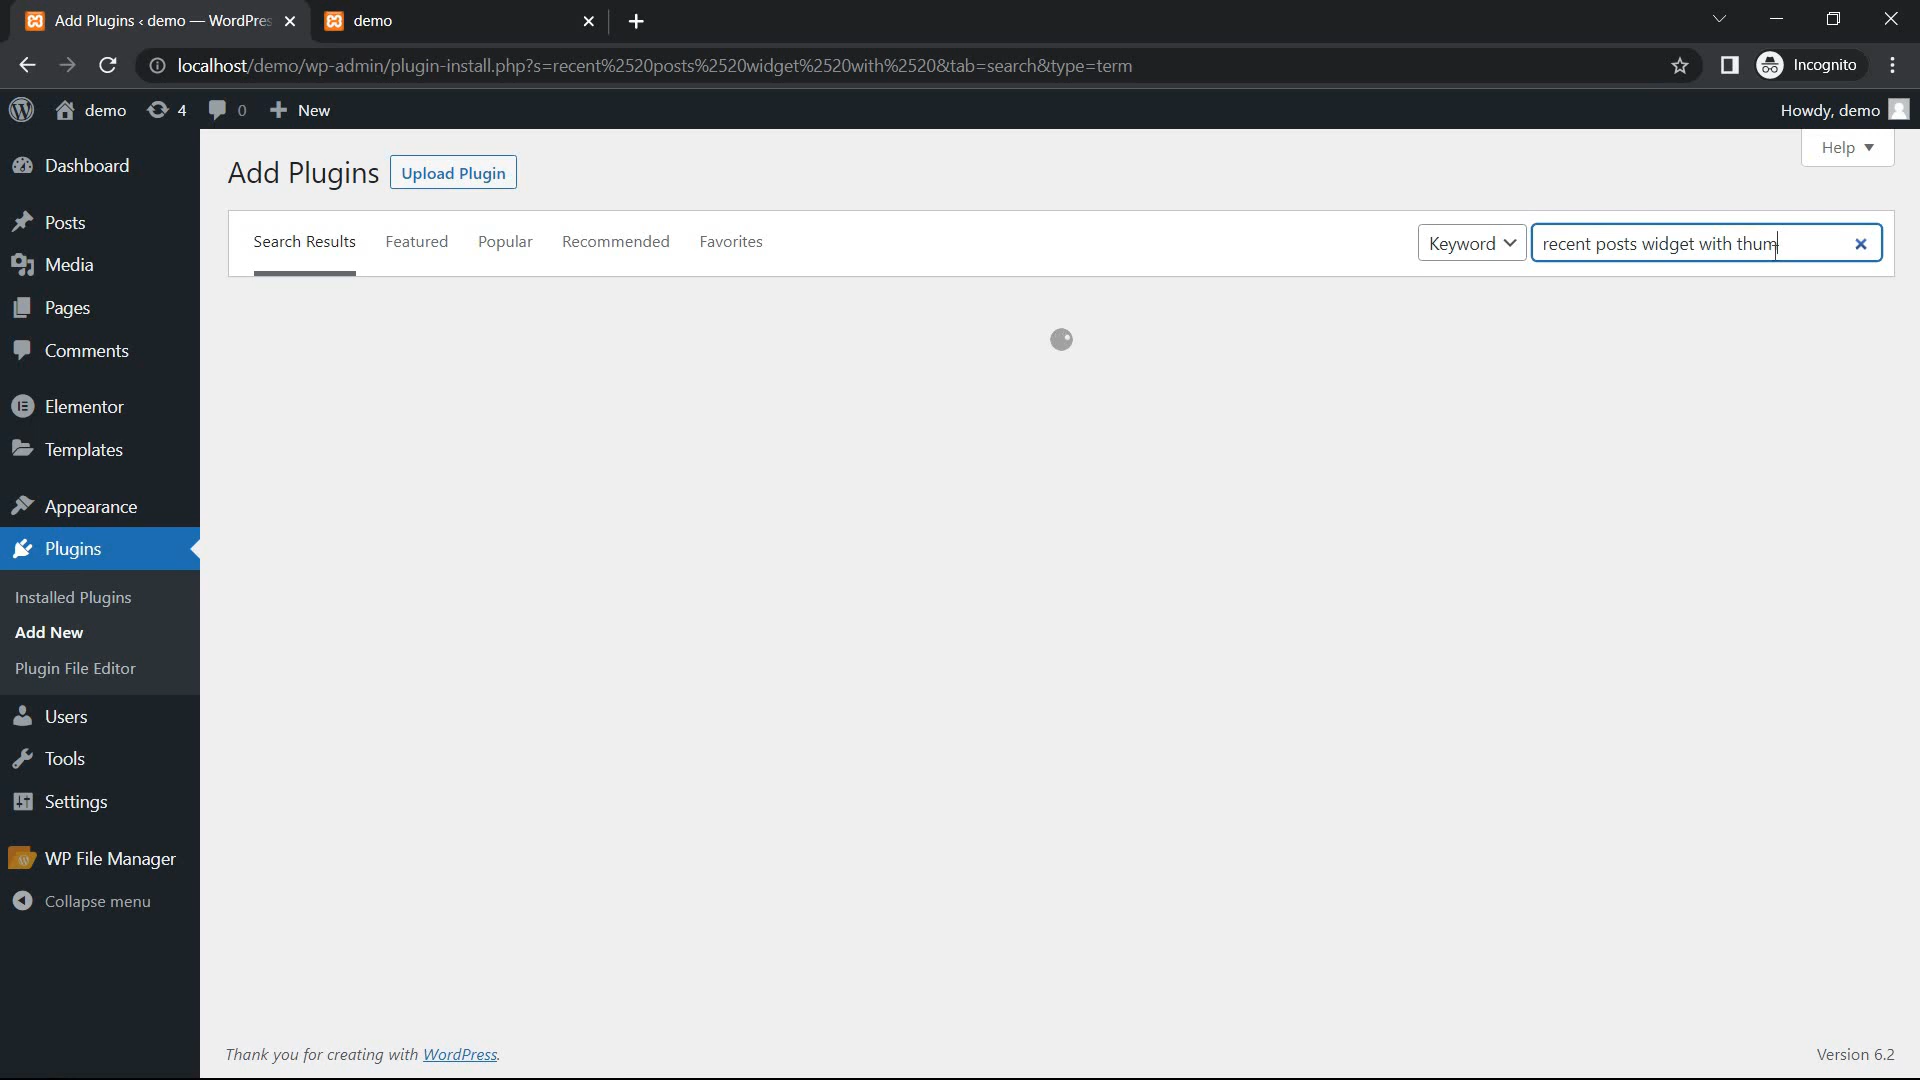 Add Plugins ‹ demo — WordPres
demo
localhost/demo/wp-admin/plugin-install.php?s=recent%2520posts%2520widget%2520with%2520&tab=search&type=term
Incognito
demo
4
0
New
Howdy, demo
Dashboard
Posts
Media
Pages
Comments
Elementor
Templates
Appearance
Plugins
Installed Plugins
Add New
Plugin File Editor
Users
Tools
Settings
WP File Manager
Collapse menu
Help
Add Plugins
Upload Plugin
Search Results
Featured
Popular
Recommended
Favorites
Keyword
recent posts widget with thum
Thank you for creating with WordPress.
Version 6.2